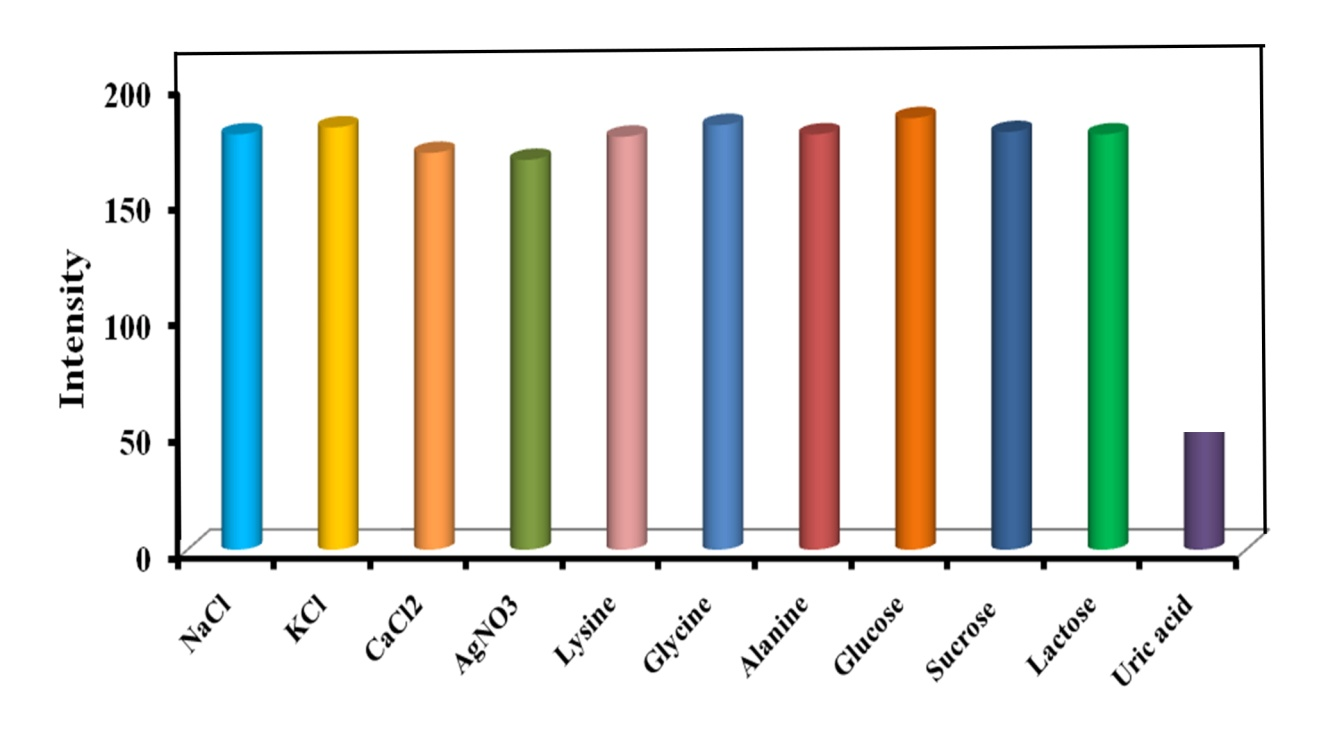 200
150
100
50
0
Intensity
NaCl
KCl
CaCl2
AgNO3
Lysine
Glycine
Alanine
Glucose
Sucrose
Lactose
Uric acid